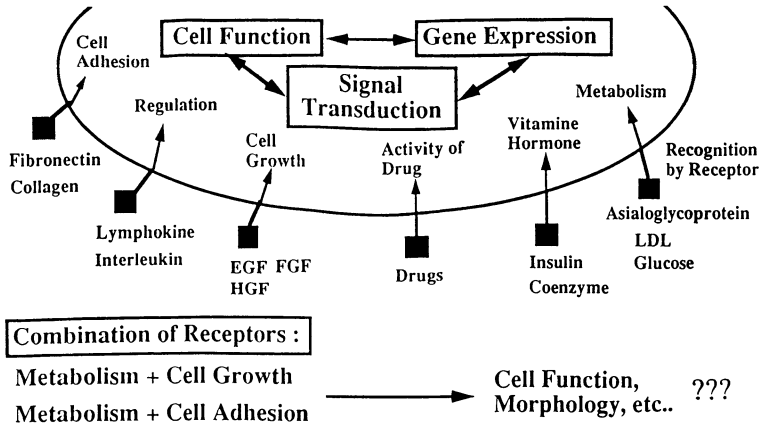 Cell Function
Gene Expression
Signal
Transduction
Cell
Adhesion
Regulation
Cell
Growth
Activity of
Drug
Vitamine
Hormone
Metabolism
Recognition
by Receptor
Fibronectin
Collagen
Lymphokine
Interleukin
EGF FGF
HGF
Drugs
Insulin
Coenzyme
Asialoglycoprotein
LDL
Glucose
Combination of Receptors :
Metabolism + Cell Growth
Metabolism + Cell Adhesion
Cell Function,
Morphology, etc..
???